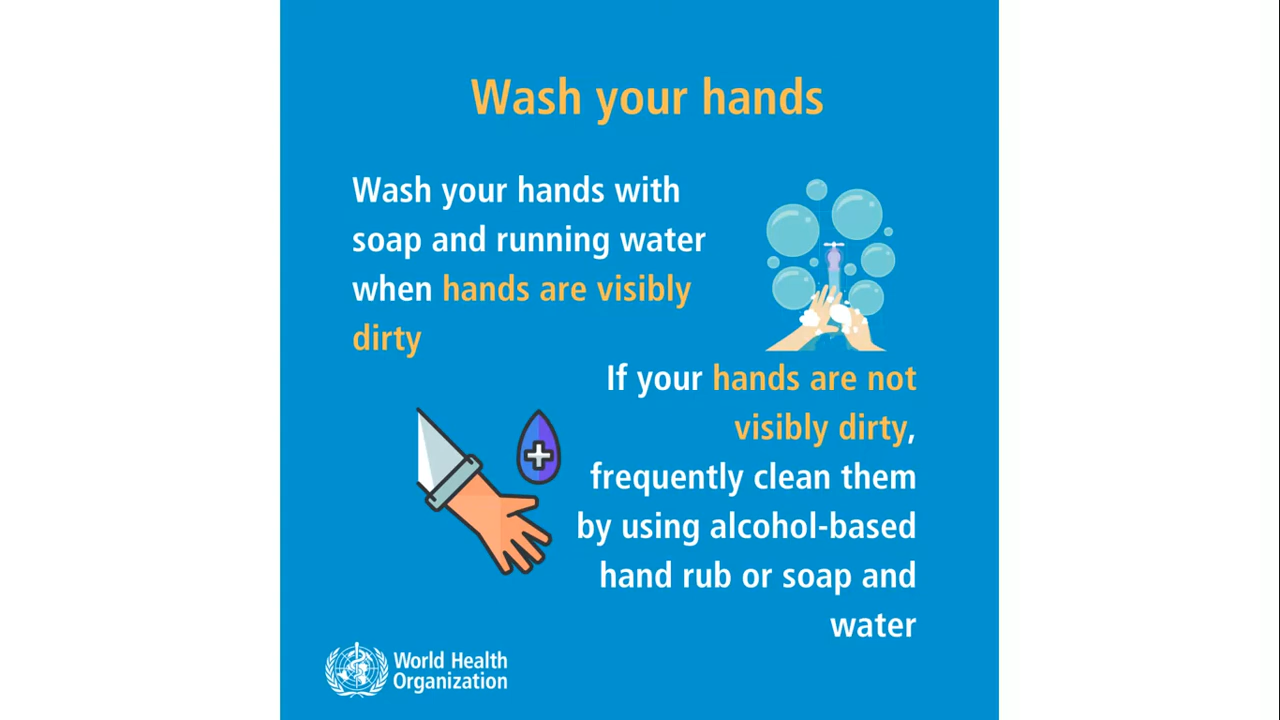 Wash your hands
Wash your hands with
soap and running water
when hands are visibly
dirty
If your hands are not
visibly dirty,
frequently clean them
by using alcohol-based
hand rub or soap and
water
World Health
Organization